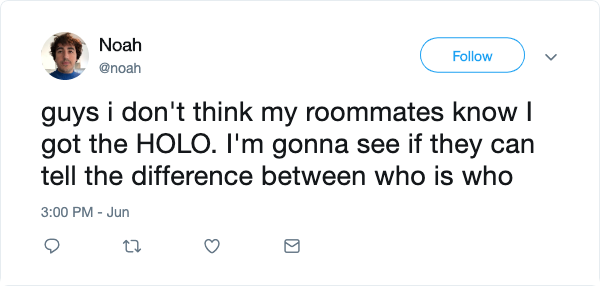 Noah
@noah
Follow
guys i don't think my roommates know I
got the HOLO. I'm gonna see if they can
tell the difference between who is who
3:00 PM - Jun